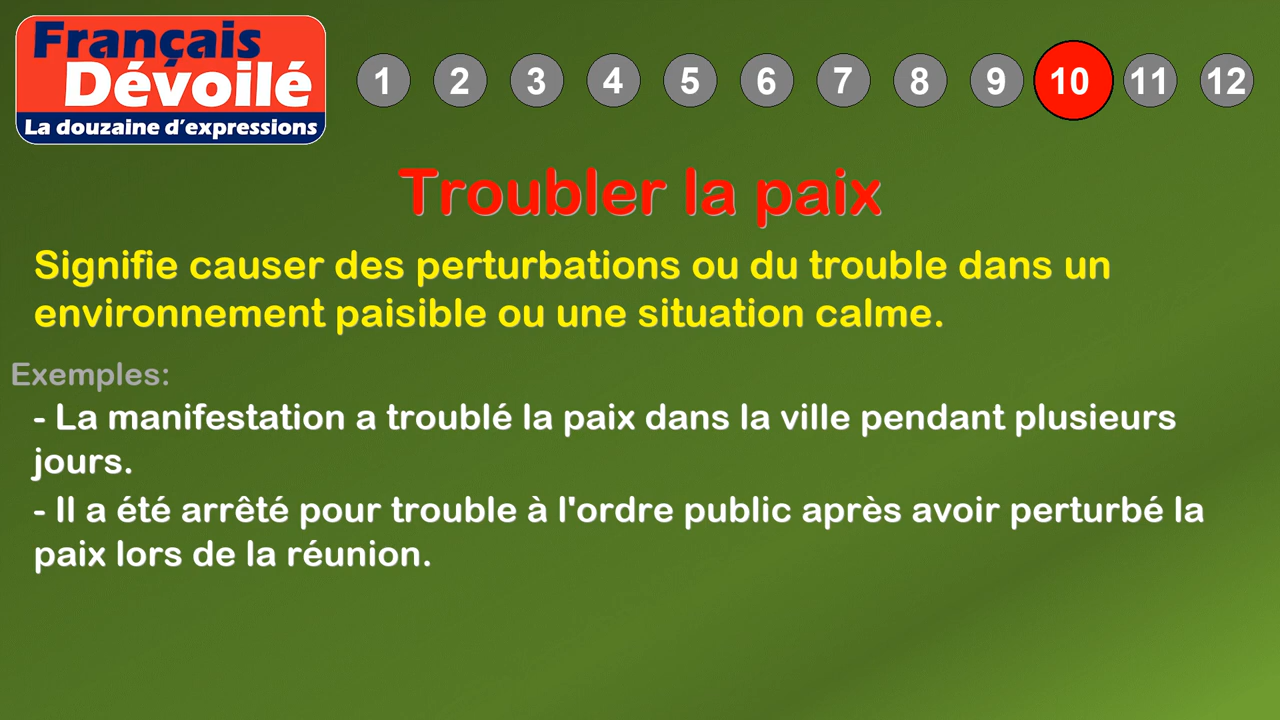 Français
Dévoilé
La douzaine d'expressions
1 2 3 4 5 6 7 8 9 10 11 12
Troubler la paix
Signifie causer des perturbations ou du trouble dans un
environnement paisible ou une situation calme.
Exemples:
- La manifestation a troublé la paix dans la ville pendant plusieurs
jours.
- Il a été arrêté pour trouble à l'ordre public après avoir perturbé la
paix lors de la réunion.